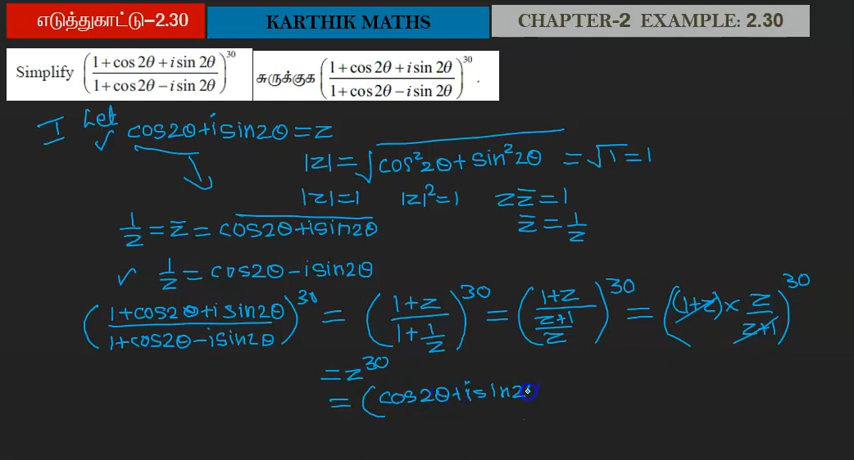 எடுத்துகாட்டு–2.30 KARTHIK MATHS CHAPTER-2 EXAMPLE: 2.30
Simplify ((1+cos 2θ + i sin 2θ)/(1+cos 2θ − i sin 2θ))^30 சுருக்குக ((1+cos 2θ + i sin 2θ)/(1+cos 2θ − i sin 2θ))^30 .
I Let
✓ cos2θ+isin2θ = z
|z| = √(cos²2θ + sin²2θ) = √1 = 1
|z|=1 |z|²=1 zz̅ = 1
1/z = z̅ = \overline{cos2θ+isin2θ} z̅ = 1/z
✓ 1/z = cos2θ − isin2θ
((1+cos2θ+isin2θ)/(1+cos2θ−isin2θ))^30 = ((1+z)/(1+1/z))^30 = ((1+z)/((z+1)/z))^30 = ((1+z) × z/(z+1))^30
= z^30
= (cos2θ+isin2θ